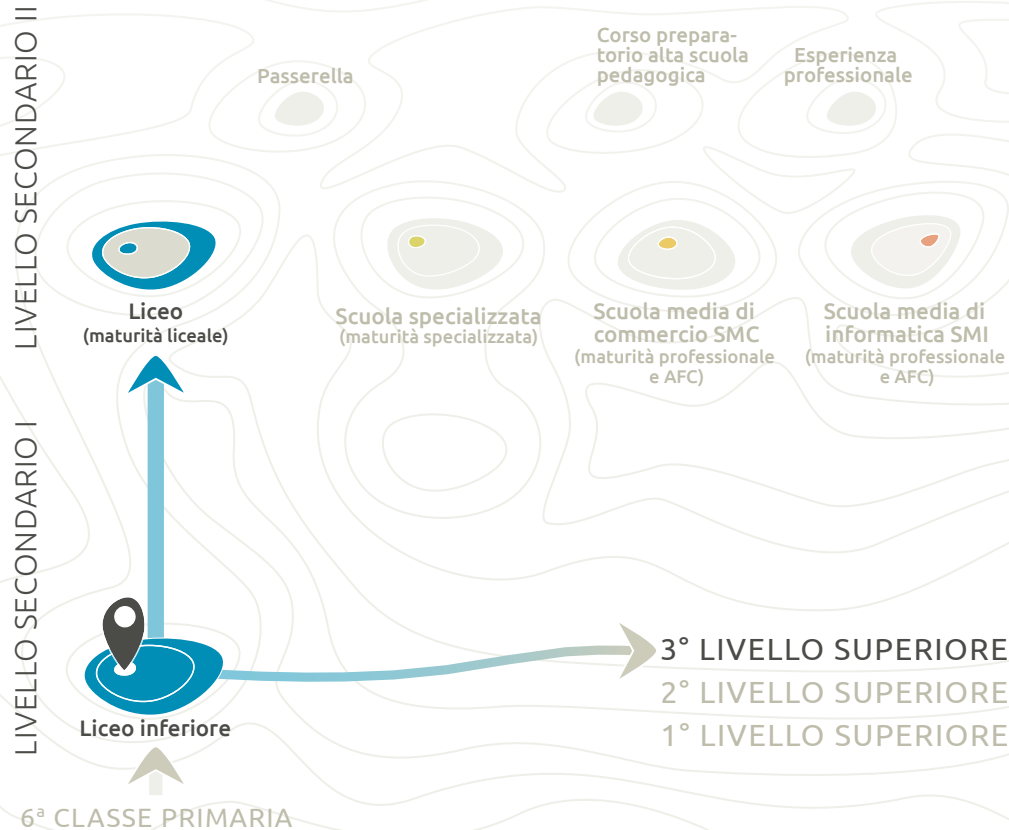 LIVELLO SECONDARIO II
Passerella
Corso prepara-
torio alta scuola
pedagogica
Esperienza
professionale
Liceo
(maturità liceale)
Scuola specializzata
(maturità specializzata)
Scuola media di
commercio SMC
(maturità professionale
e AFC)
Scuola media di
informatica SMI
(maturità professionale
e AFC)
LIVELLO SECONDARIO I
Liceo inferiore
3° LIVELLO SUPERIORE
2° LIVELLO SUPERIORE
1° LIVELLO SUPERIORE
6ª CLASSE PRIMARIA